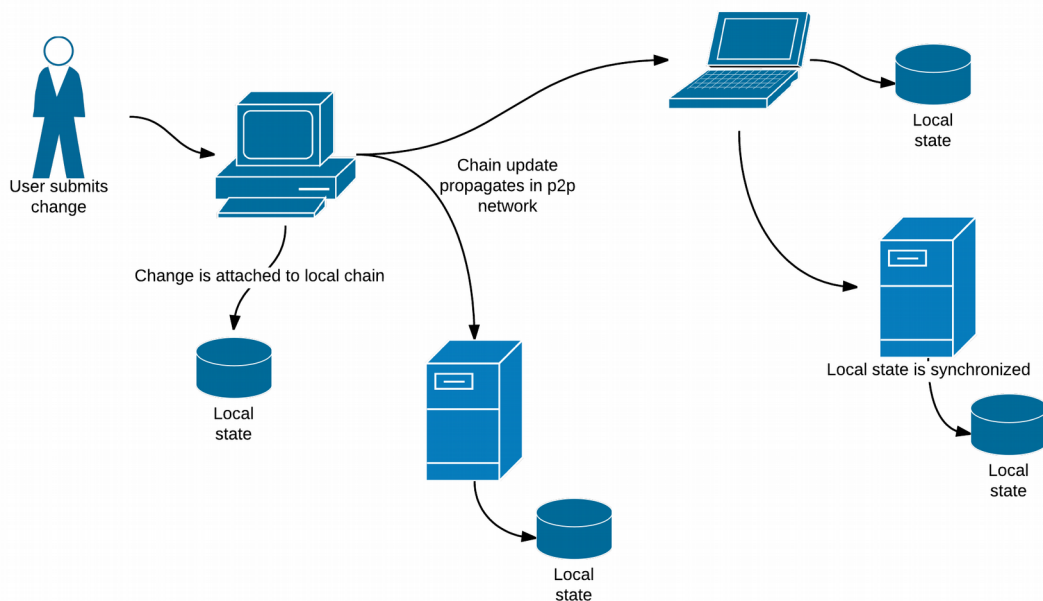 User submits
change
Change is attached to local chain
Local
state
Chain update
propagates in p2p
network
Local
state
Local
state
Local state is synchronized
Local
state